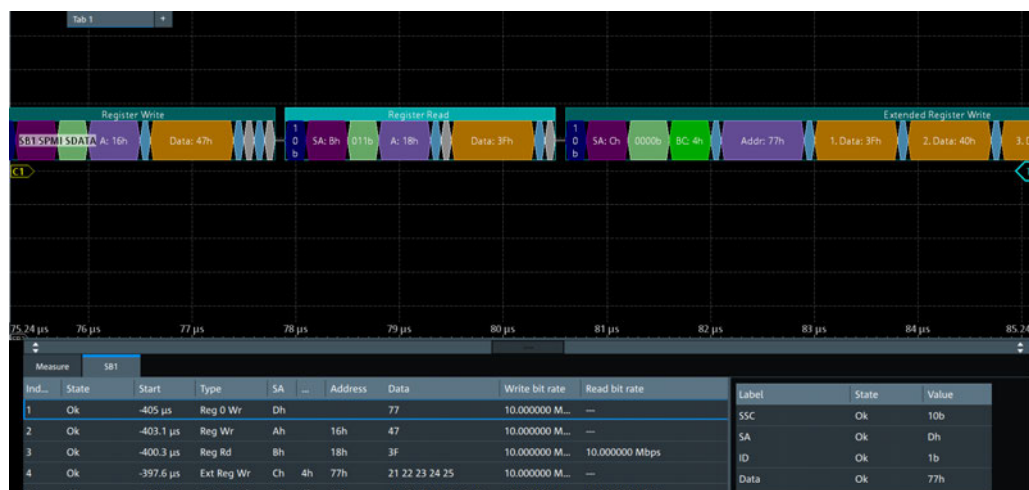 Tab 1 +
Register Write Register Read Extended Register Write
SB1:SPMI SDATA A: 16h Data: 47h 1 0 b SA: Bh 011b A: 18h Data: 3Fh 1 0 b SA: Ch 0000b BC: 4h Addr: 77h 1. Data: 3Fh 2. Data: 40h 3.
C1
75.24 µs 76 µs 77 µs 78 µs 79 µs 80 µs 81 µs 82 µs 83 µs 84 µs 85.24
Measure SB1
Ind... State Start Type SA ... Address Data Write bit rate Read bit rate
1 Ok -405 µs Reg 0 Wr Dh 77 10.000000 M... ---
2 Ok -403.1 µs Reg Wr Ah 16h 47 10.000000 M... ---
3 Ok -400.3 µs Reg Rd Bh 18h 3F 10.000000 M... 10.000000 Mbps
4 Ok -397.6 µs Ext Reg Wr Ch 4h 77h 21 22 23 24 25 10.000000 M... ---
Label State Value
SSC Ok 10b
SA Ok Dh
ID Ok 1b
Data Ok 77h